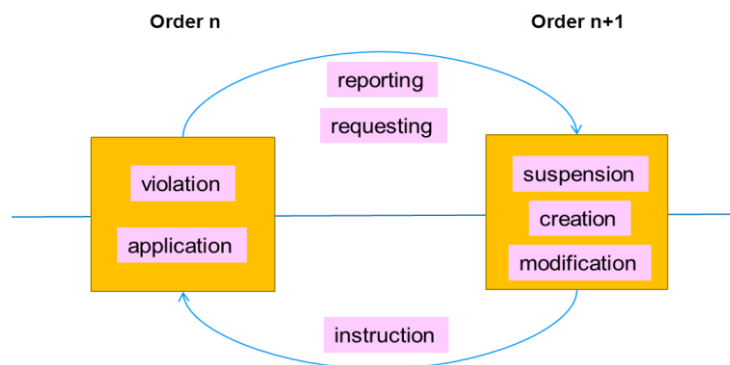 Order n
Order n+1
reporting
requesting
violation
application
suspension
creation
modification
instruction